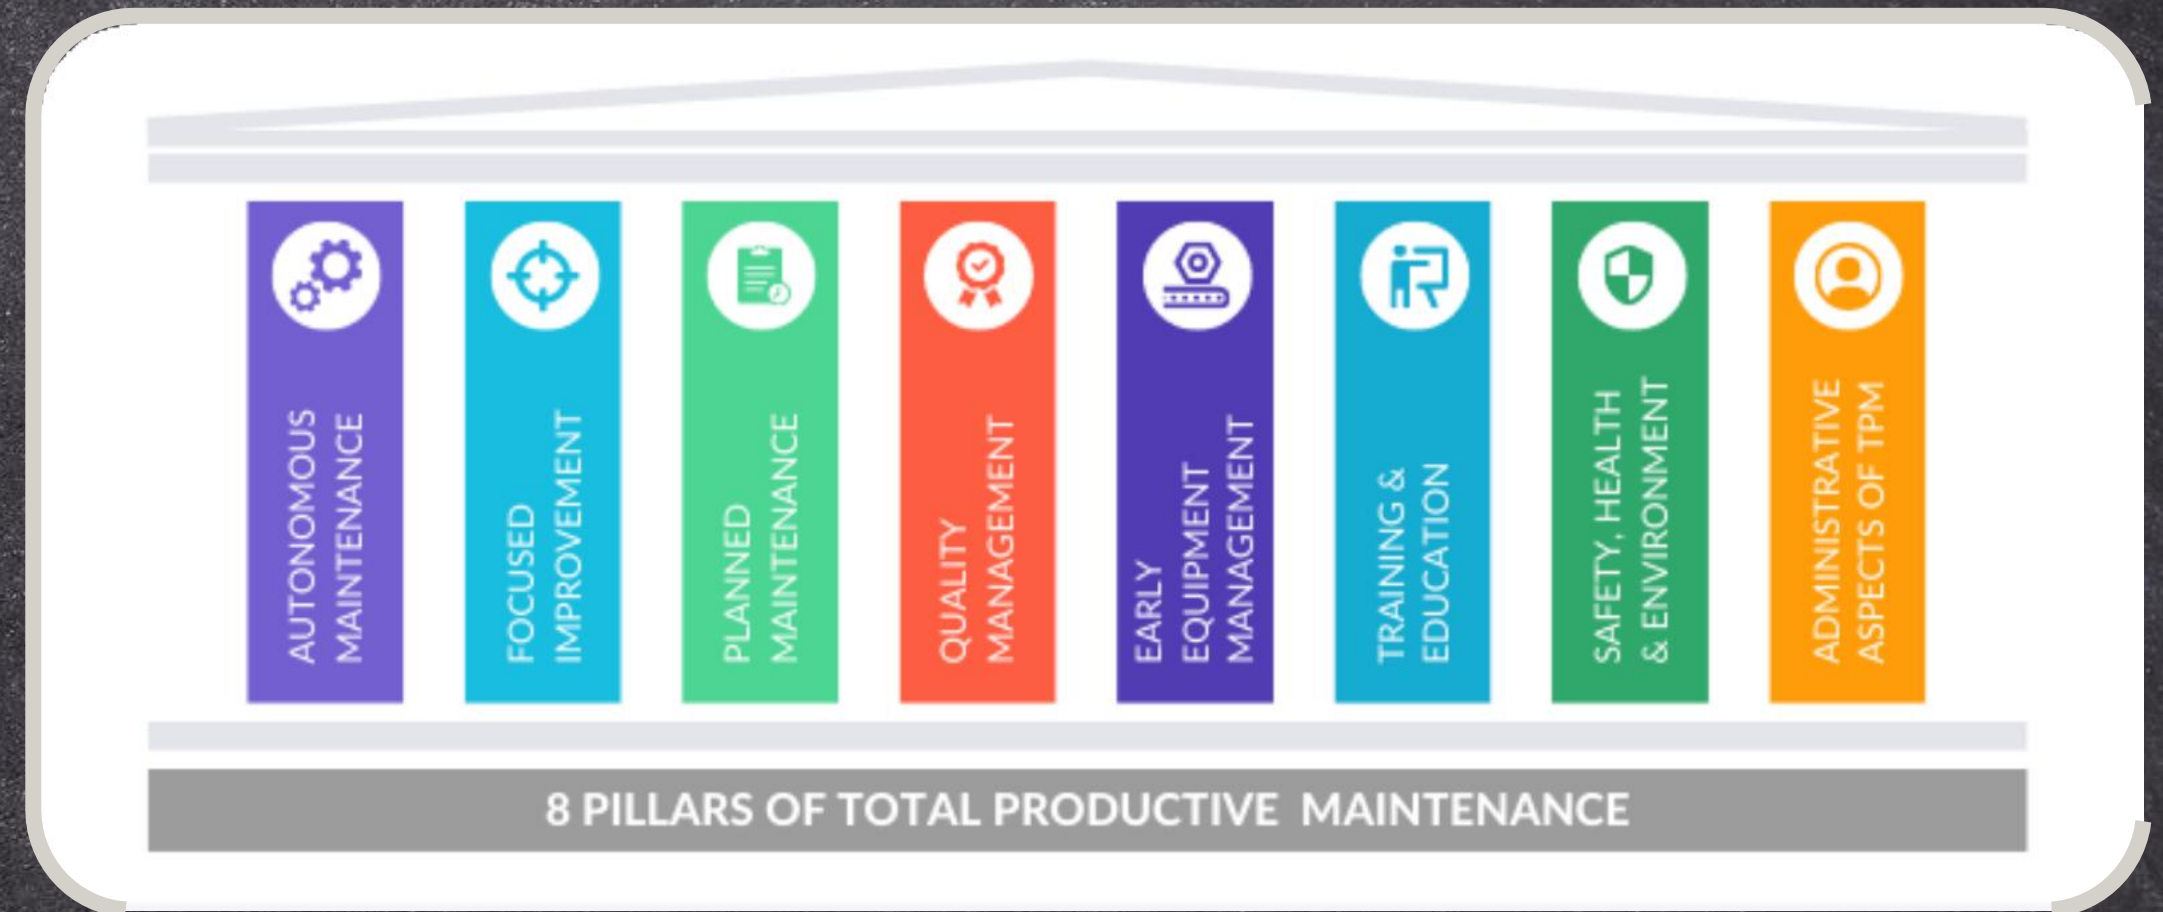 AUTONOMOUS
MAINTENANCE
FOCUSED
IMPROVEMENT
PLANNED
MAINTENANCE
QUALITY
MANAGEMENT
EARLY
EQUIPMENT
MANAGEMENT
TRAINING &
EDUCATION
SAFETY, HEALTH
& ENVIRONMENT
ADMINISTRATIVE
ASPECTS OF TPM
8 PILLARS OF TOTAL PRODUCTIVE MAINTENANCE